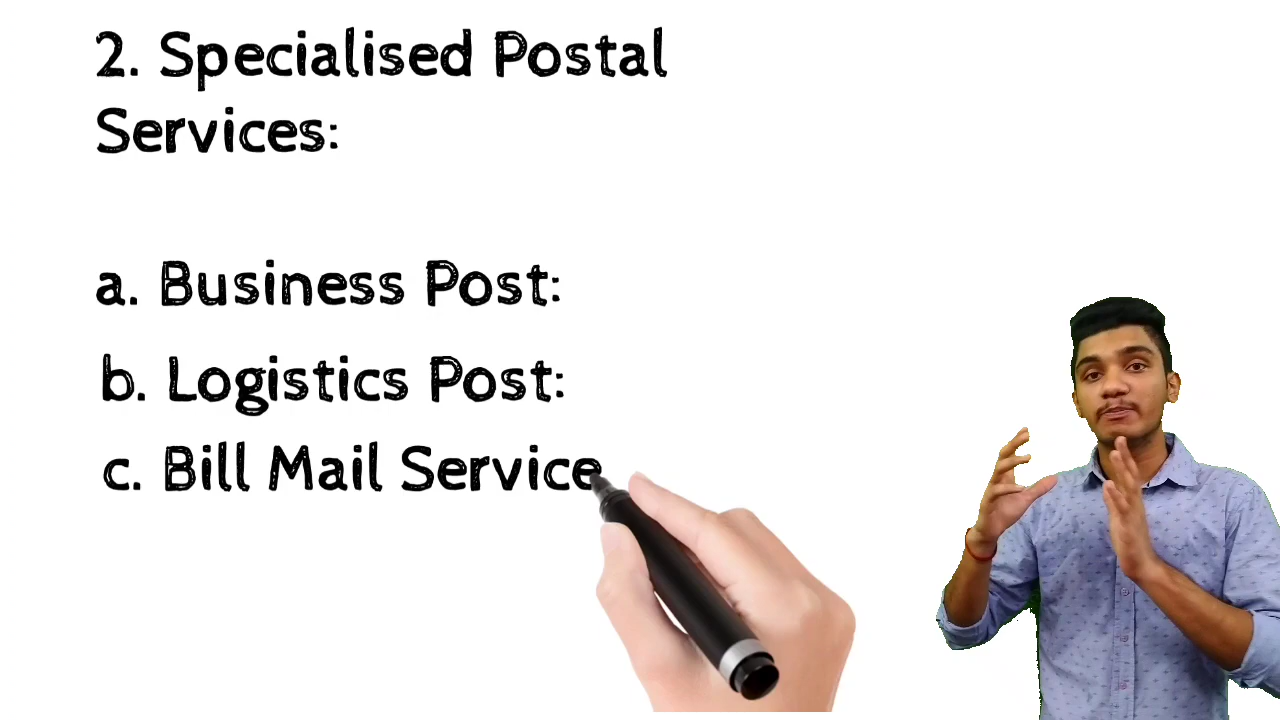 2. Specialised Postal
Services:
a. Business Post:
b. Logistics Post:
c. Bill Mail Service